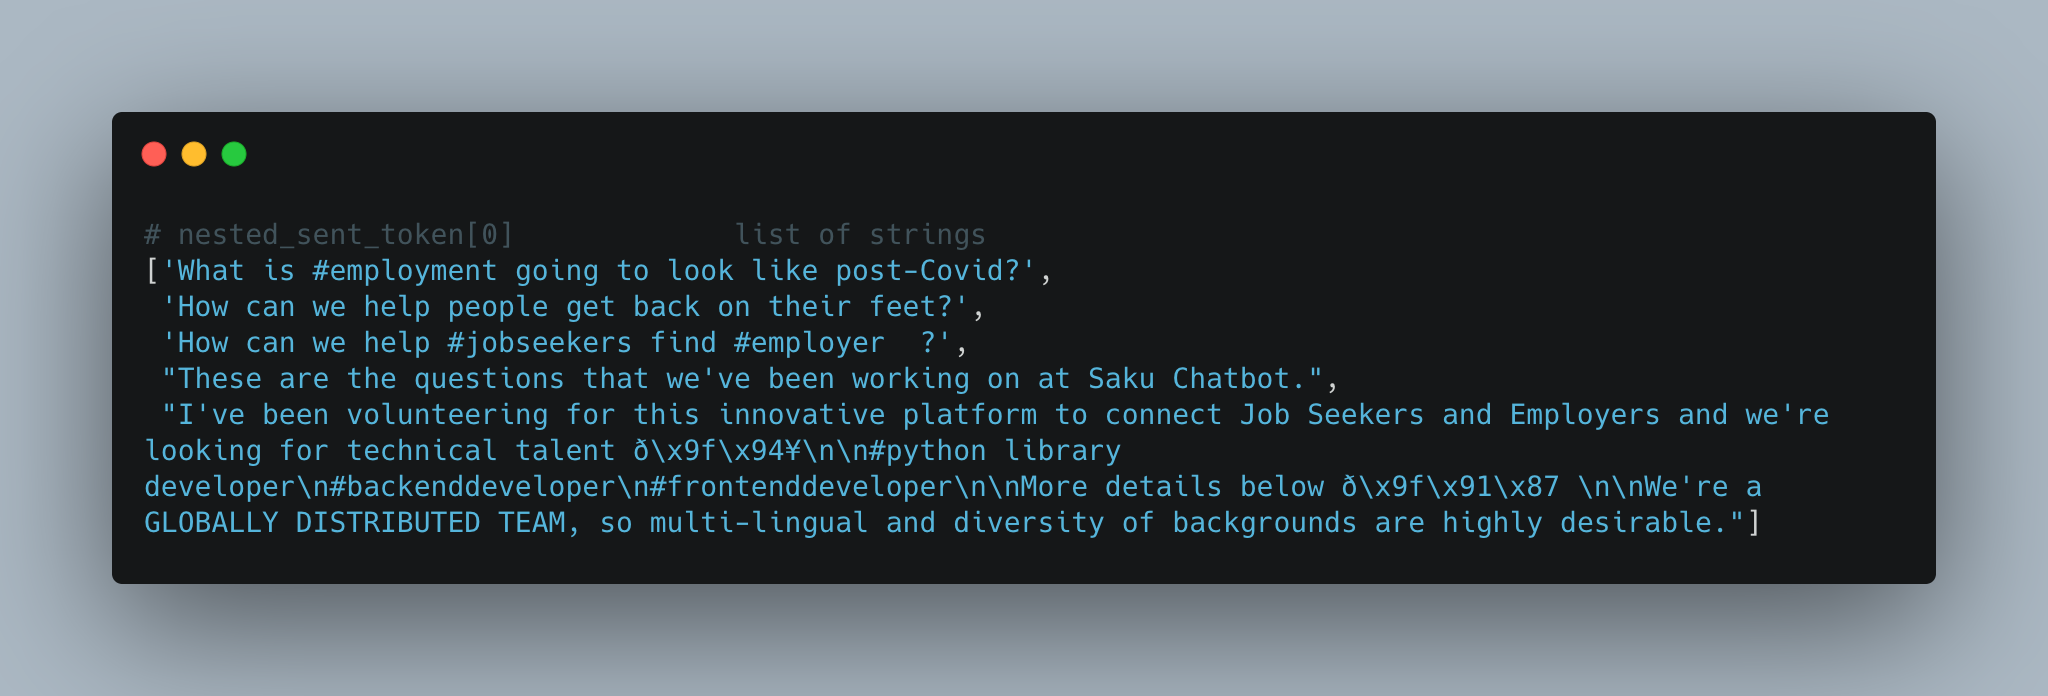 # nested_sent_token[0]             list of strings
['What is #employment going to look like post-Covid?',
 'How can we help people get back on their feet?',
 'How can we help #jobseekers find #employer  ?',
 "These are the questions that we've been working on at Saku Chatbot.",
 "I've been volunteering for this innovative platform to connect Job Seekers and Employers and we're
looking for technical talent ð\x9f\x94¥\n\n#python library
developer\n#backenddeveloper\n#frontenddeveloper\n\nMore details below ð\x9f\x91\x87 \n\nWe're a
GLOBALLY DISTRIBUTED TEAM, so multi-lingual and diversity of backgrounds are highly desirable."]